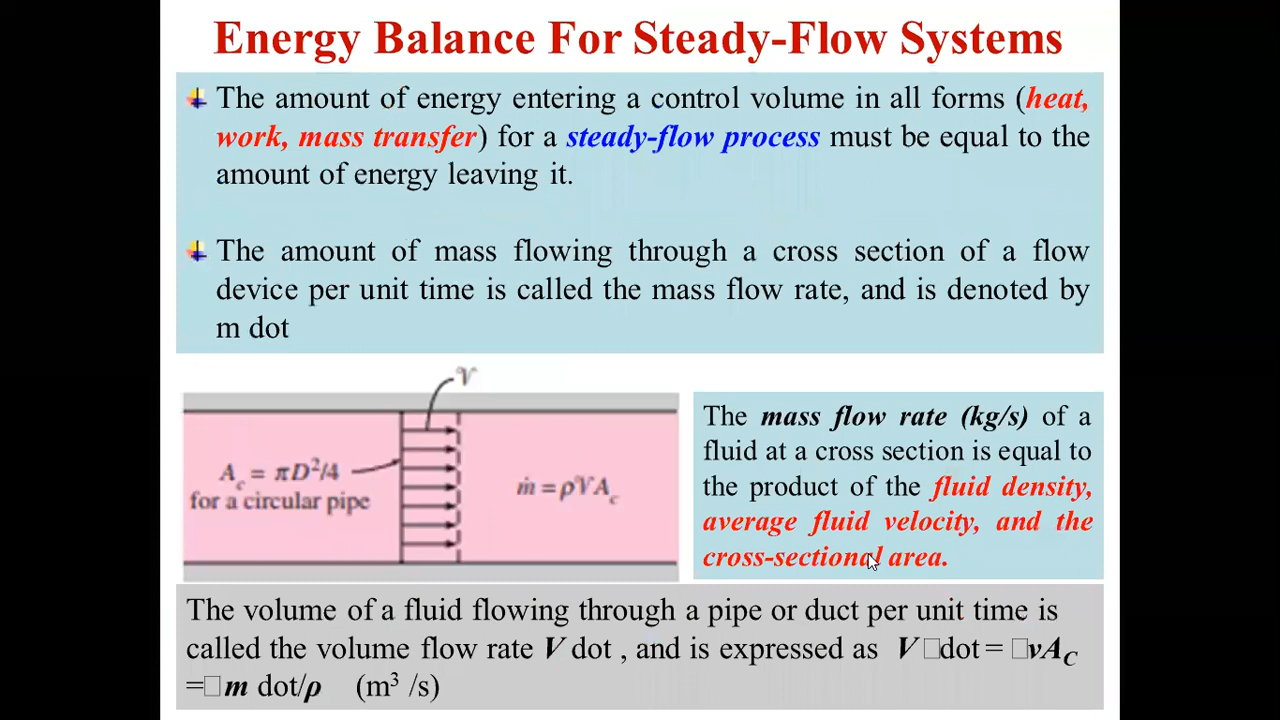 Energy Balance For Steady-Flow Systems
The amount of energy entering a control volume in all forms (heat,
work, mass transfer) for a steady-flow process must be equal to the
amount of energy leaving it.
The amount of mass flowing through a cross section of a flow
device per unit time is called the mass flow rate, and is denoted by
m dot
𝒱
A_c = πD²/4
for a circular pipe
ṁ = ρ𝒱A_c
The mass flow rate (kg/s) of a
fluid at a cross section is equal to
the product of the fluid density,
average fluid velocity, and the
cross-sectional area.
The volume of a fluid flowing through a pipe or duct per unit time is
called the volume flow rate V dot , and is expressed as V □dot = □vA_C
=□m dot/ρ (m³ /s)